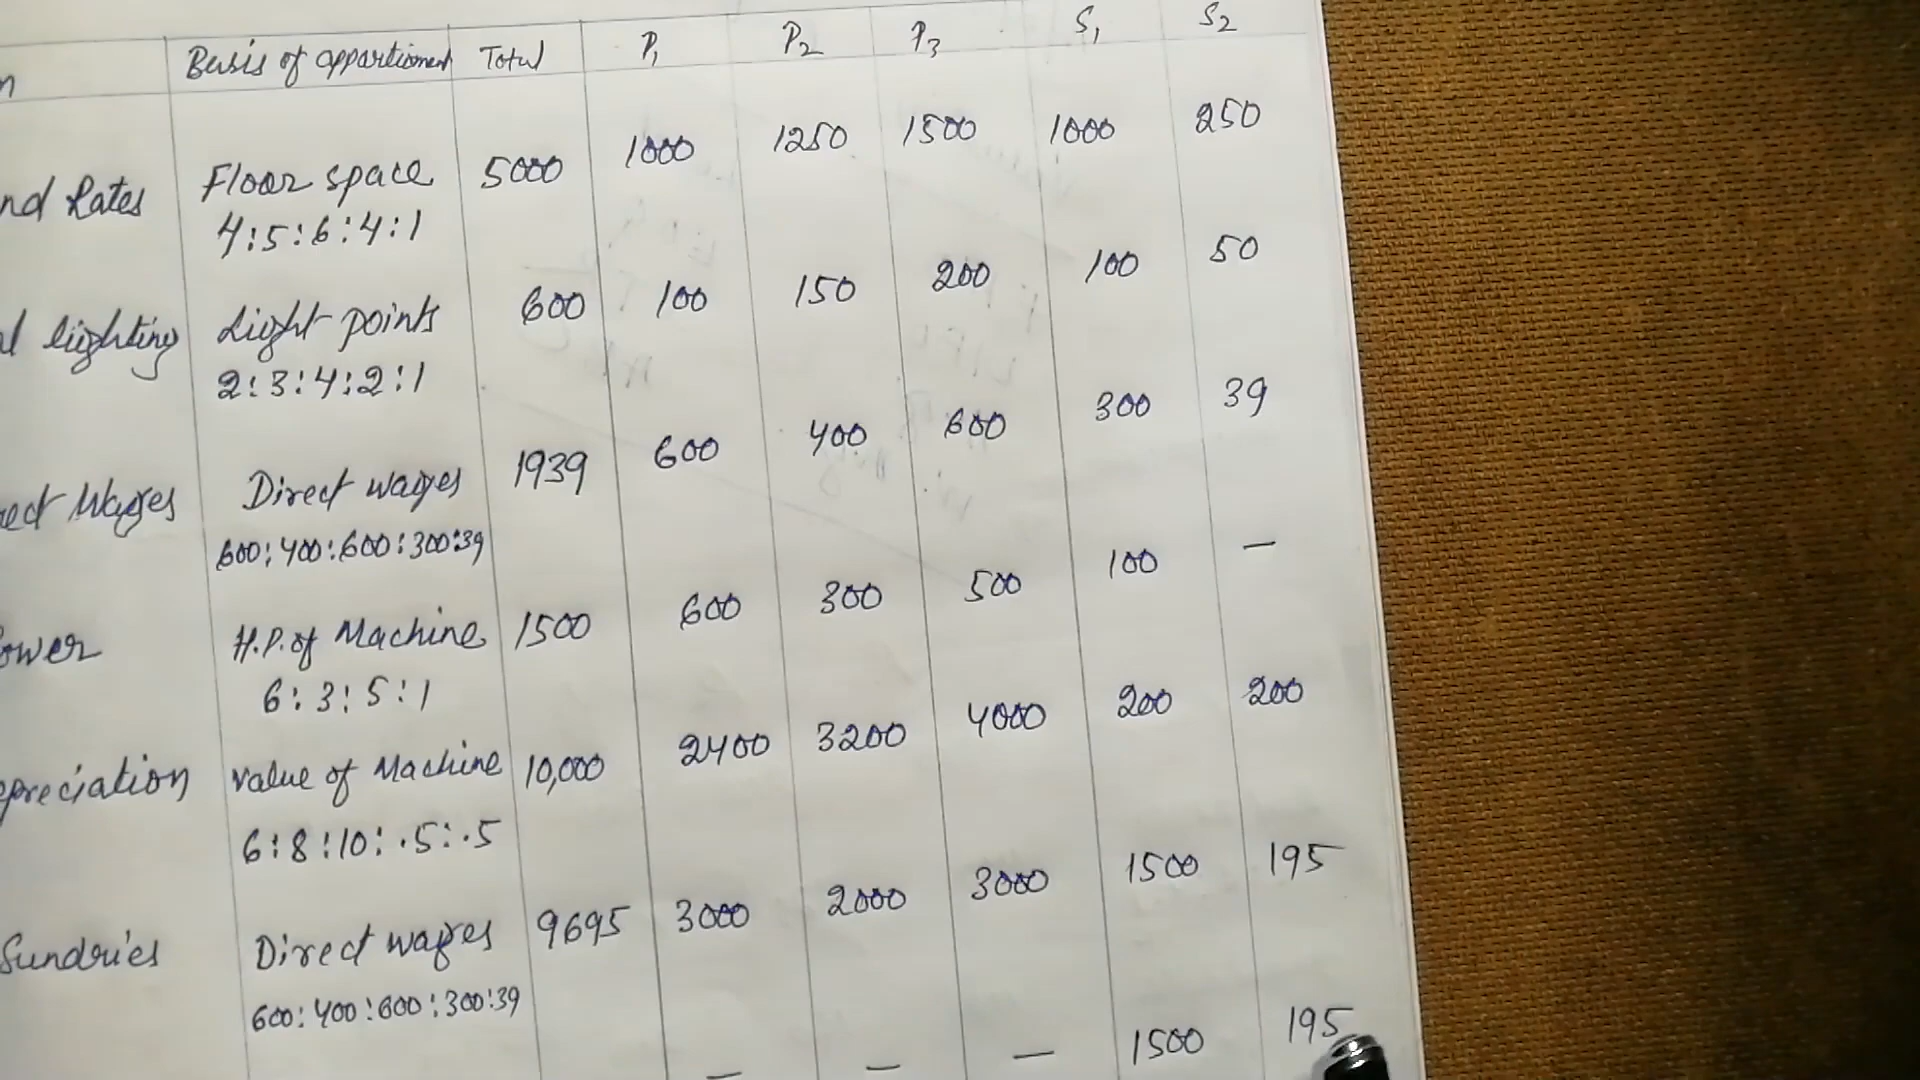 Basis of appartionment Total P1 P2 P3 S1 S2
nd Rates Floor space 5000 1000 1250 1500 1000 250
4:5:6:4:1
l lighting Light points 600 100 150 200 100 50
2:3:4:2:1
ect Wages Direct wages 1939 600 400 600 300 39
600:400:600:300:39
ower H.P. of Machine 1500 600 300 500 100 —
6:3:5:1
preciation Value of Machine 10,000 2400 3200 4000 200 200
6:8:10:.5:.5
Sundries Direct wages 9695 3000 2000 3000 1500 195
600:400:600:300:39
— — — 1500 195